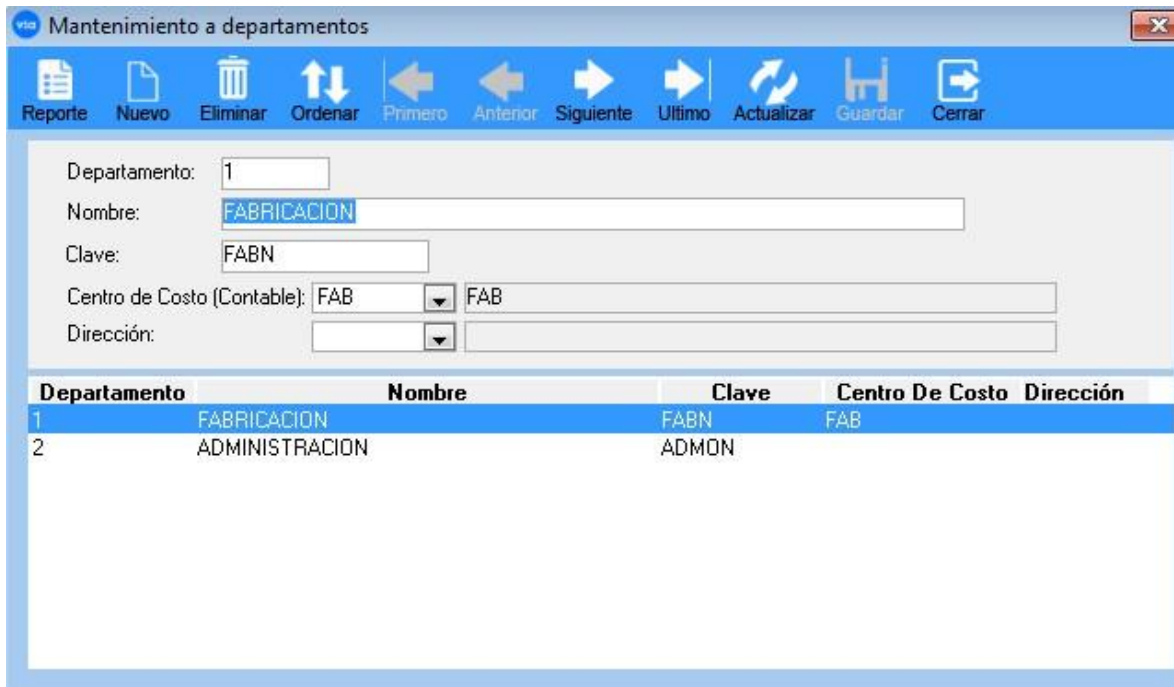 via Mantenimiento a departamentos
Reporte Nuevo Eliminar Ordenar Primero Anterior Siguiente Ultimo Actualizar Guardar Cerrar
Departamento: 1
Nombre: FABRICACION
Clave: FABN
Centro de Costo (Contable): FAB FAB
Dirección:
Departamento Nombre Clave Centro De Costo Dirección
1 FABRICACION FABN FAB
2 ADMINISTRACION ADMON